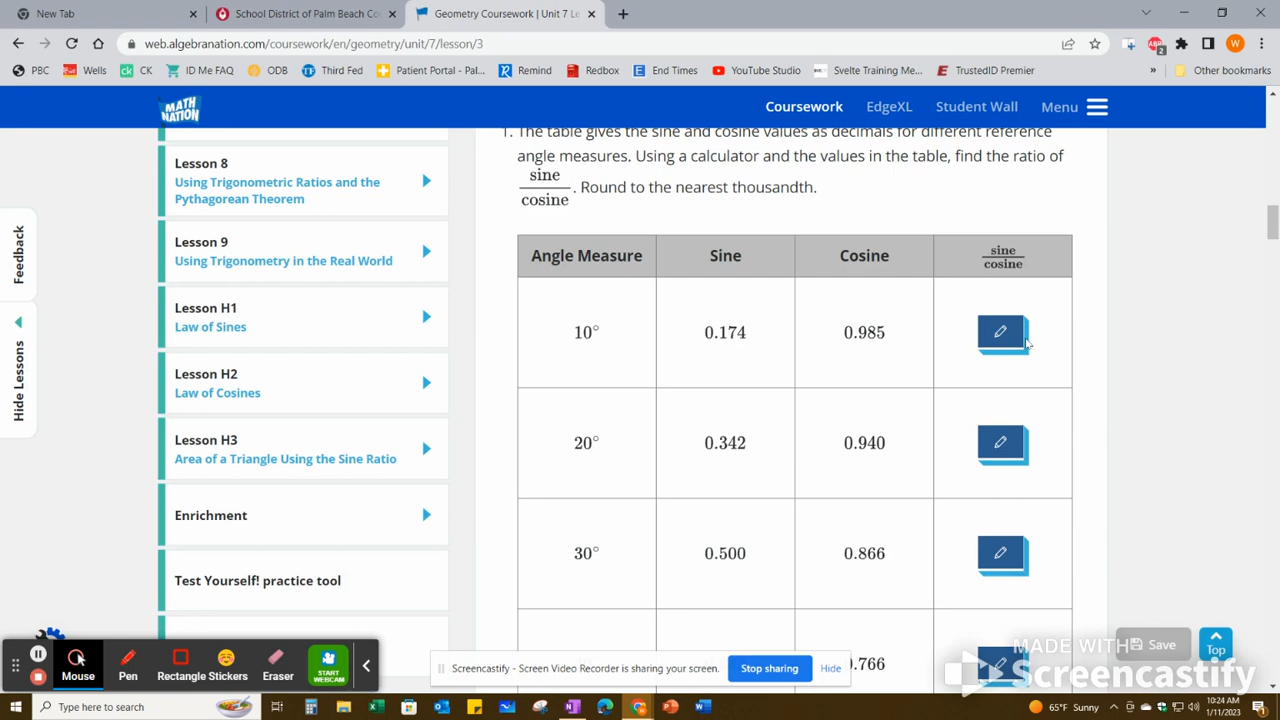 New Tab
School District of Palm Beach Co
Geometry Coursework | Unit 7 Le
web.algebranation.com/coursework/en/geometry/unit/7/lesson/3
PBC
Wells
CK
ID Me FAQ
ODB
Third Fed
Patient Portal - Pal...
Remind
Redbox
End Times
YouTube Studio
Svelte Training Me...
TrustedID Premier
»
Other bookmarks
MATH NATION
Coursework
EdgeXL
Student Wall
Menu
Feedback
Hide Lessons
Lesson 8
Using Trigonometric Ratios and the
Pythagorean Theorem
Lesson 9
Using Trigonometry in the Real World
Lesson H1
Law of Sines
Lesson H2
Law of Cosines
Lesson H3
Area of a Triangle Using the Sine Ratio
Enrichment
Test Yourself! practice tool
1. The table gives the sine and cosine values as decimals for different reference
angle measures. Using a calculator and the values in the table, find the ratio of
sine
cosine . Round to the nearest thousandth.
Angle Measure Sine Cosine sine/cosine
10° 0.174 0.985
20° 0.342 0.940
30° 0.500 0.866
.766
Save
Top
Mouse
Pen
Rectangle
Stickers
Eraser
START WEBCAM
Screencastify - Screen Video Recorder is sharing your screen.
Stop sharing
Hide
MADE WITH
Screencastify
Type here to search
65°F Sunny
10:24 AM
1/11/2023